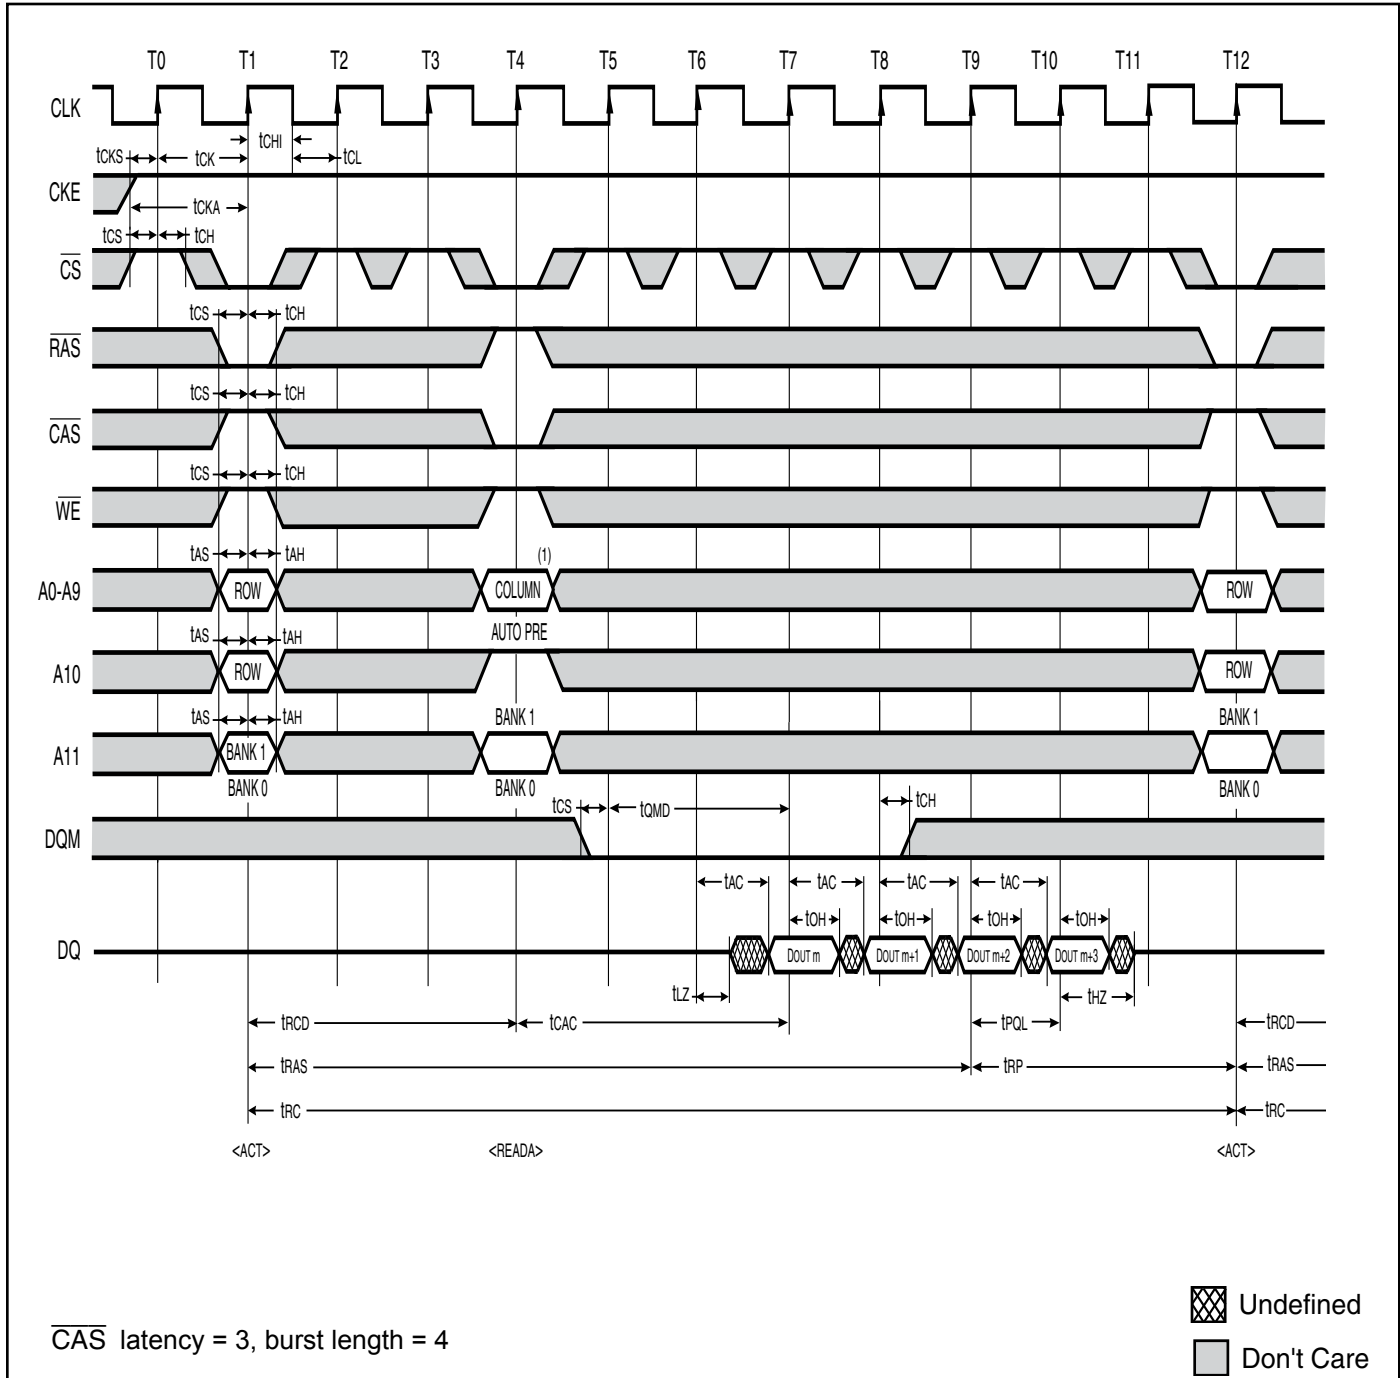 T0 T1 T2 T3 T4 T5 T6 T7 T8 T9 T10 T11 T12
CLK
tCHI
tCKS tCK tCL
CKE
tCKA
tCS tCH
CS
tCS tCH
RAS
tCS tCH
CAS
tCS tCH
WE
tAS tAH (1)
A0-A9 ROW COLUMN ROW
tAS tAH AUTO PRE
A10 ROW ROW
tAS tAH BANK 1 BANK 1
A11 BANK 1
BANK 0 BANK 0 BANK 0
tCS tQMD tCH
DQM
tAC tAC tAC tAC
tOH tOH tOH tOH
DQ DOUT m DOUT m+1 DOUT m+2 DOUT m+3
tLZ tHZ
tRCD tCAC tPQL tRCD
tRAS tRP tRAS
tRC tRC
<ACT> <READA> <ACT>
Undefined
CAS latency = 3, burst length = 4
Don't Care